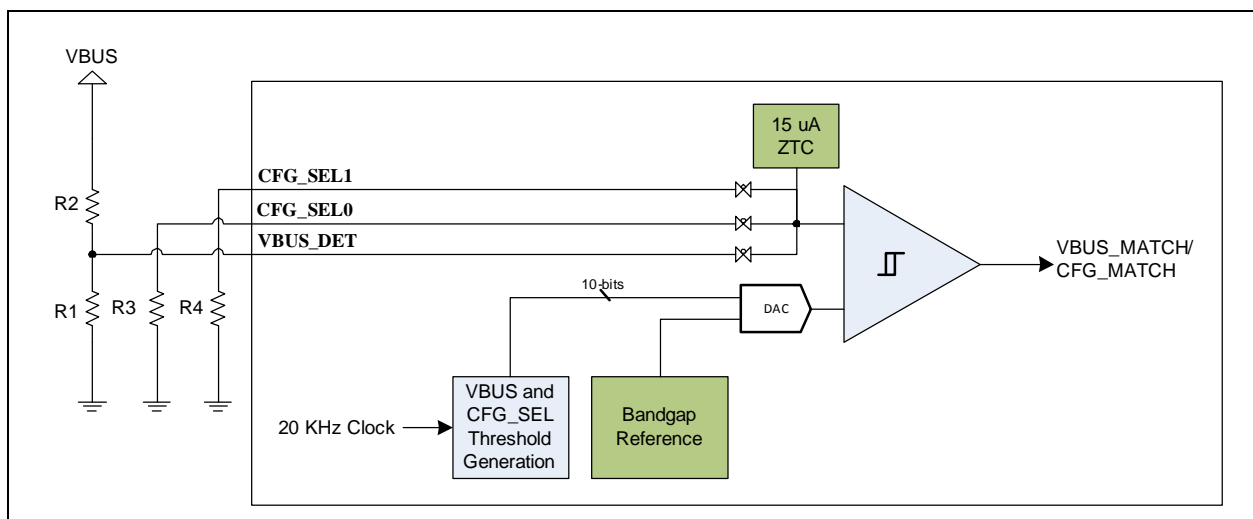 VBUS
15 uA
ZTC
CFG_SEL1
R2
CFG_SEL0
VBUS_DET
VBUS_MATCH/
CFG_MATCH
10-bits
R1
R3
R4
DAC
VBUS and
CFG_SEL
Threshold
Generation
Bandgap
Reference
20 KHz Clock